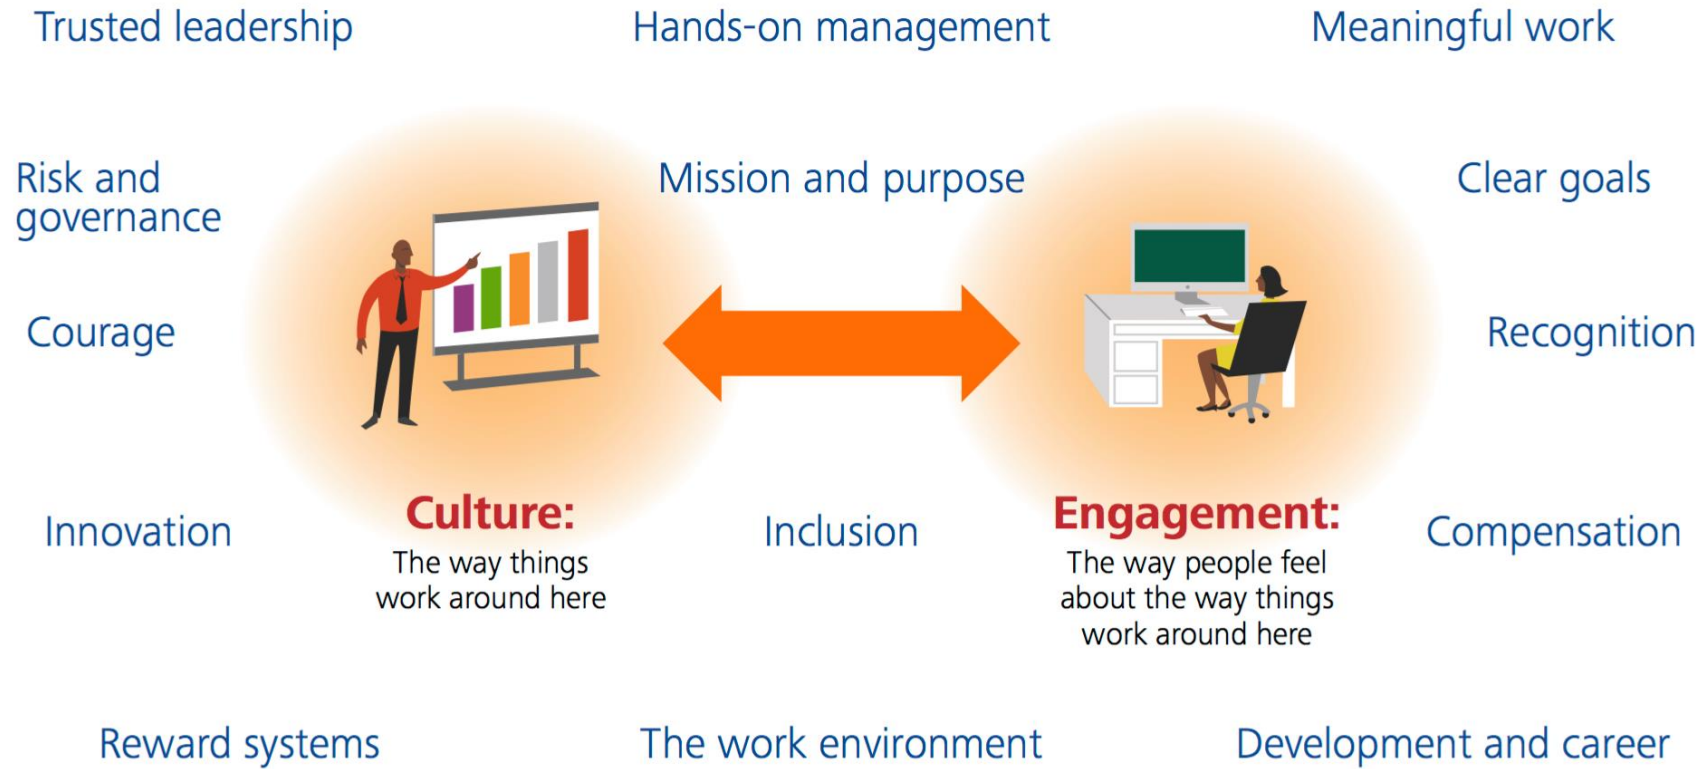 Trusted leadership
Hands-on management
Meaningful work
Risk and
governance
Mission and purpose
Clear goals
Courage
Recognition
Innovation
Culture:
The way things
work around here
Inclusion
Engagement:
The way people feel
about the way things
work around here
Compensation
Reward systems
The work environment
Development and career